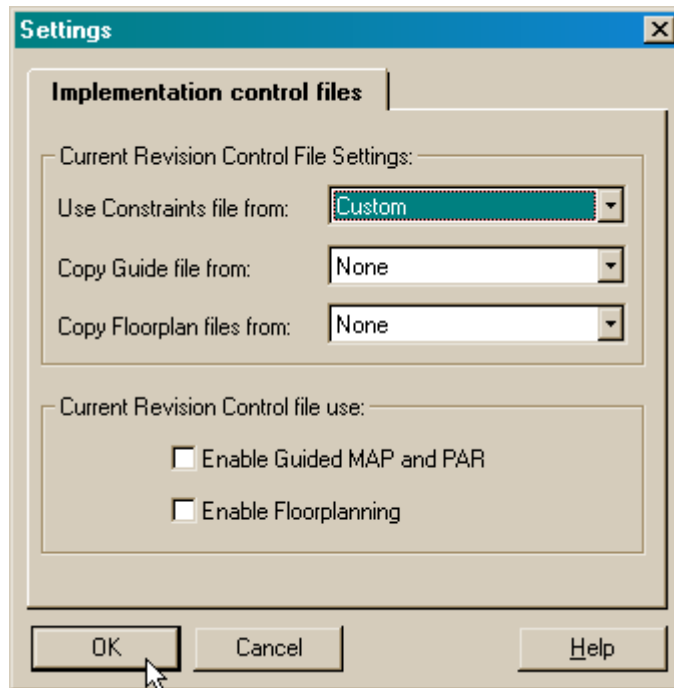 Settings
Implementation control files
Current Revision Control File Settings:
Use Constraints file from: Custom
Copy Guide file from: None
Copy Floorplan files from: None
Current Revision Control file use:
Enable Guided MAP and PAR
Enable Floorplanning
OK Cancel Help